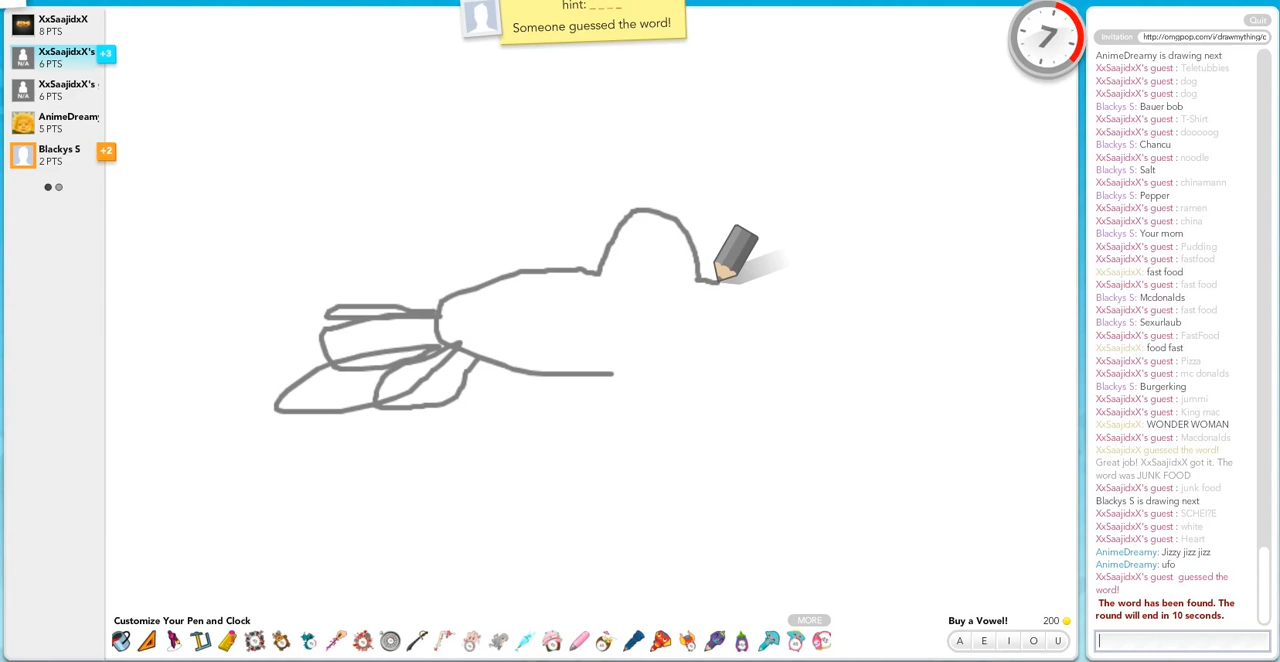 hint: _ _ _ _
Someone guessed the word!
7
XxSaajidxX
8 PTS
XxSaajidxX's
6 PTS
+3
N/A
XxSaajidxX's
6 PTS
N/A
AnimeDreamy
5 PTS
Blackys S
2 PTS
+2
Quit
Invitation http://omgpop.com/i/drawmything/c
AnimeDreamy is drawing next
XxSaajidxX's guest : Teletubbies
XxSaajidxX's guest : dog
XxSaajidxX's guest : dog
Blackys S: Bauer bob
XxSaajidxX's guest : T-Shirt
XxSaajidxX's guest : dooooog
Blackys S: Chancu
XxSaajidxX's guest : noodle
Blackys S: Salt
XxSaajidxX's guest : chinamann
Blackys S: Pepper
XxSaajidxX's guest : ramen
XxSaajidxX's guest : china
Blackys S: Your mom
XxSaajidxX's guest : Pudding
XxSaajidxX's guest : fastfood
XxSaajidxX: fast food
XxSaajidxX's guest : fast food
Blackys S: Mcdonalds
XxSaajidxX's guest : fast food
Blackys S: Sexurlaub
XxSaajidxX's guest : FastFood
XxSaajidxX: food fast
XxSaajidxX's guest : Pizza
XxSaajidxX's guest : mc donalds
Blackys S: Burgerking
XxSaajidxX's guest : jummi
XxSaajidxX's guest : King mac
XxSaajidxX: WONDER WOMAN
XxSaajidxX's guest : Macdonalds
XxSaajidxX guessed the word!
Great job! XxSaajidxX got it. The
word was JUNK FOOD
XxSaajidxX's guest : junk food
Blackys S is drawing next
XxSaajidxX's guest : SCHEI?E
XxSaajidxX's guest : white
XxSaajidxX's guest : Heart
AnimeDreamy: Jizzy jizz jizz
AnimeDreamy: ufo
XxSaajidxX's guest guessed the
word!
The word has been found. The
round will end in 10 seconds.
Customize Your Pen and Clock
MORE
Buy a Vowel!
200
A E I O U